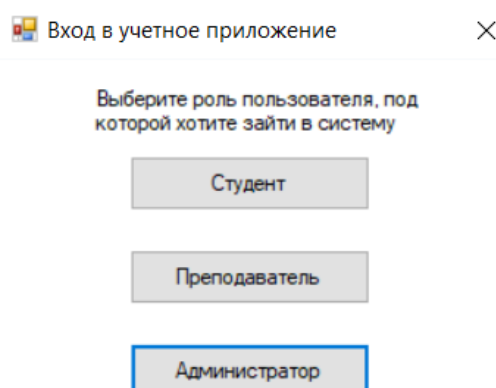 Вход в учетное приложение
Выберите роль пользователя, под
которой хотите зайти в систему
Студент
Преподаватель
Администратор